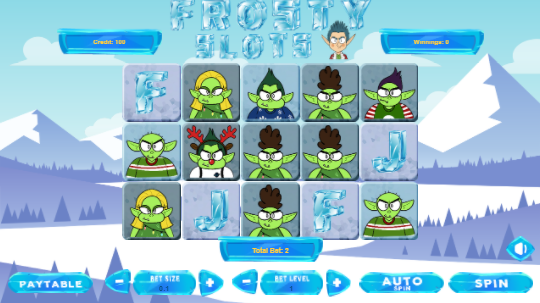 FROSTY
SLOTS
Credit: 100
Winnings: 0
F
J
J
F
Total Bet: 2
PAYTABLE
- BET SIZE +
0.1
- BET LEVEL +
1
AUTO
SPIN
SPIN